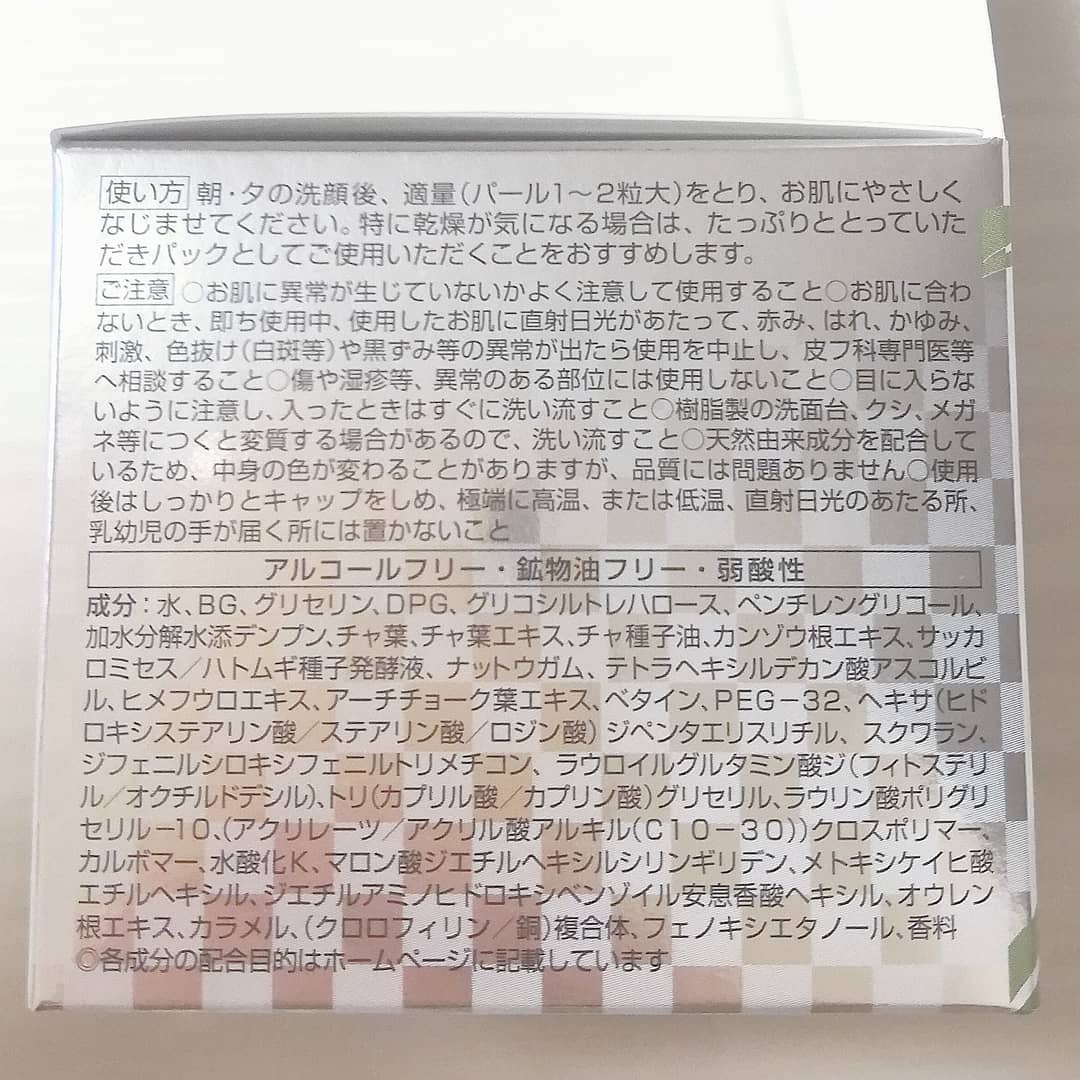 使い方 朝・夕の洗顔後、適量(パール1～2粒大)をとり、お肌にやさしく
なじませてください。特に乾燥が気になる場合は、たっぷりととっていた
だきパックとしてご使用いただくことをおすすめします。
ご注意 ○お肌に異常が生じていないかよく注意して使用すること○お肌に合わ
ないとき、即ち使用中、使用したお肌に直射日光があたって、赤み、はれ、かゆみ、
刺激、色抜け(白斑等)や黒ずみ等の異常が出たら使用を中止し、皮フ科専門医等
へ相談すること○傷や湿疹等、異常のある部位には使用しないこと○目に入らな
いように注意し、入ったときはすぐに洗い流すこと○樹脂製の洗面台、クシ、メガ
ネ等につくと変質する場合があるので、洗い流すこと○天然由来成分を配合して
いるため、中身の色が変わることがありますが、品質には問題ありません○使用
後はしっかりとキャップをしめ、極端に高温、または低温、直射日光のあたる所、
乳幼児の手が届く所には置かないこと
アルコールフリー・鉱物油フリー・弱酸性
成分：水、BG、グリセリン、DPG、グリコシルトレハロース、ペンチレングリコール、
加水分解水添デンプン、チャ葉、チャ葉エキス、チャ種子油、カンゾウ根エキス、サッカ
ロミセス／ハトムギ種子発酵液、ナットウガム、テトラヘキシルデカン酸アスコルビ
ル、ヒメフウロエキス、アーチチョーク葉エキス、ベタイン、PEG－32、ヘキサ(ヒド
ロキシステアリン酸／ステアリン酸／ロジン酸)ジペンタエリスリチル、スクワラン、
ジフェニルシロキシフェニルトリメチコン、ラウロイルグルタミン酸ジ(フィトステリ
ル／オクチルドデシル)、トリ(カプリル酸／カプリン酸)グリセリル、ラウリン酸ポリグリ
セリル－10、(アクリレーツ／アクリル酸アルキル(C10－30))クロスポリマー、
カルボマー、水酸化K、マロン酸ジエチルヘキシルシリンギリデン、メトキシケイヒ酸
エチルヘキシル、ジエチルアミノヒドロキシベンゾイル安息香酸ヘキシル、オウレン
根エキス、カラメル、(クロロフィリン／銅)複合体、フェノキシエタノール、香料
◎各成分の配合目的はホームページに記載しています